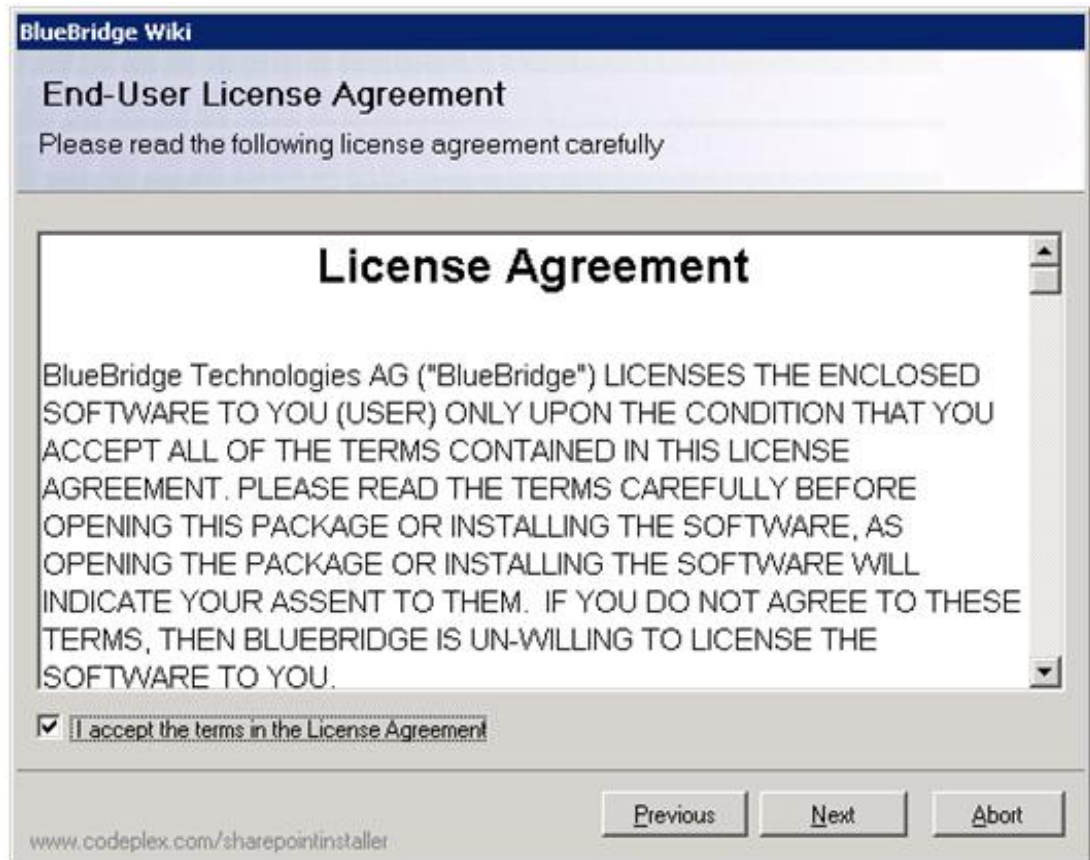 BlueBridge Wiki
End-User License Agreement
Please read the following license agreement carefully
License Agreement
BlueBridge Technologies AG ("BlueBridge") LICENSES THE ENCLOSED
SOFTWARE TO YOU (USER) ONLY UPON THE CONDITION THAT YOU
ACCEPT ALL OF THE TERMS CONTAINED IN THIS LICENSE
AGREEMENT. PLEASE READ THE TERMS CAREFULLY BEFORE
OPENING THIS PACKAGE OR INSTALLING THE SOFTWARE, AS
OPENING THE PACKAGE OR INSTALLING THE SOFTWARE WILL
INDICATE YOUR ASSENT TO THEM.  IF YOU DO NOT AGREE TO THESE
TERMS, THEN BLUEBRIDGE IS UN-WILLING TO LICENSE THE
SOFTWARE TO YOU.
I accept the terms in the License Agreement
Previous Next Abort
www.codeplex.com/sharepointinstaller